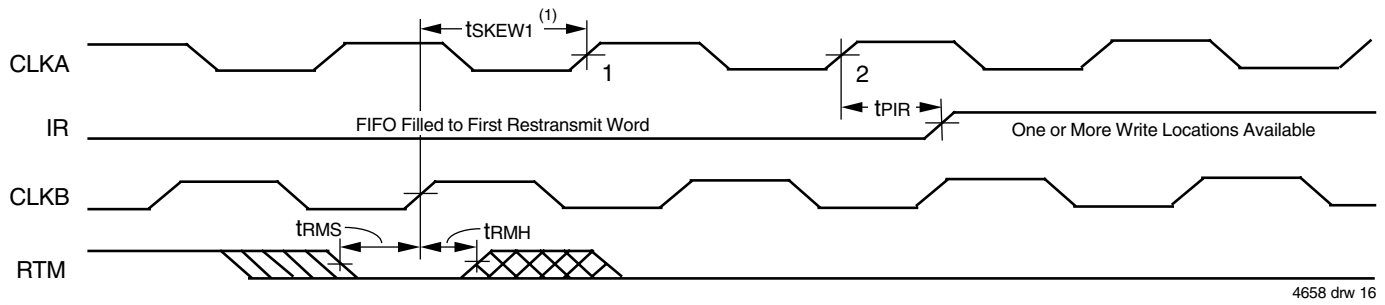 tSKEW1 (1)
CLKA
1
2
tPIR
IR
FIFO Filled to First Restransmit Word
One or More Write Locations Available
CLKB
tRMS
tRMH
RTM
4658 drw 16